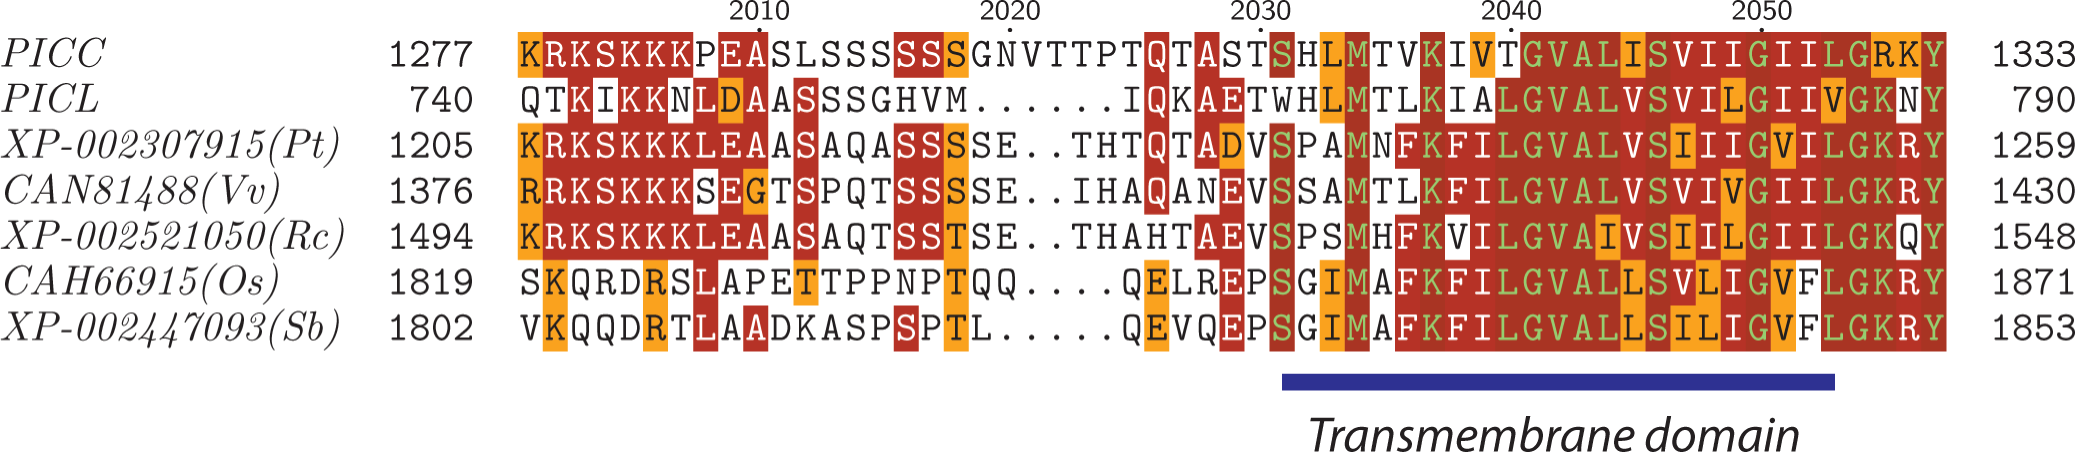 2010 2020 2030 2040 2050
PICC 1277 KRKSKKKPEASLSSSSSSGNVTTPTQTASTSHLMTVKIVTGVALISVIIGIILGRKY 1333
PICL 740 QTKIKKNLDAASSSGHVM......IQKAETWHLMTLKIALGVALVSVILGIIVGKNY 790
XP-002307915(Pt) 1205 KRKSKKKLEAASAQASSSSE..THTQTADVSPAMNFKFILGVALVSIIIGVILGKRY 1259
CAN81488(Vv) 1376 RRKSKKKSEGTSPQTSSSSE..IHAQANEVSSAMTLKFILGVALVSVIVGIILGKRY 1430
XP-002521050(Rc) 1494 KRKSKKKLEAASAQTSSTSE..THAHTAEVSPSMHFKVILGVAIVSIILGIILGKQY 1548
CAH66915(Os) 1819 SKQRDRSLAPETTPPNPTQQ....QELREPSGIMAFKFILGVALLSVLIGVFLGKRY 1871
XP-002447093(Sb) 1802 VKQQDRTLAADKASPSPTL.....QEVQEPSGIMAFKFILGVALLSILIGVFLGKRY 1853
Transmembrane domain